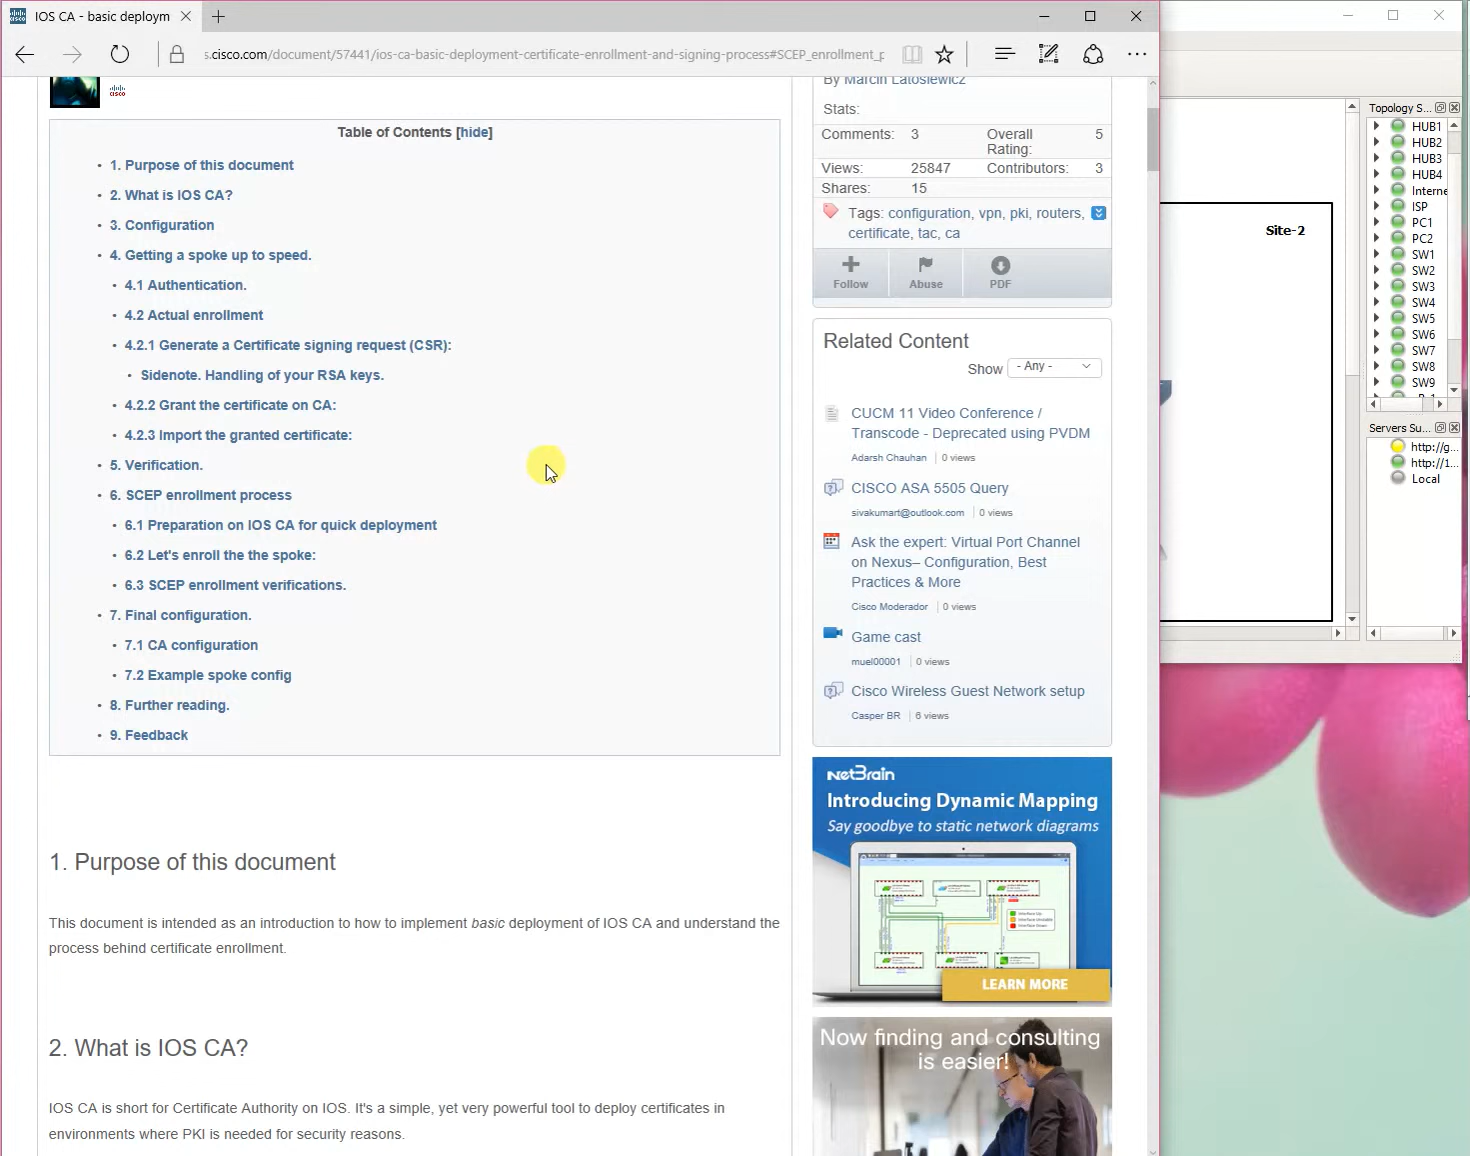 IOS CA - basic deploym
s.cisco.com/document/57441/ios-ca-basic-deployment-certificate-enrollment-and-signing-process#SCEP_enrollment_p
cisco
Table of Contents [hide]
1. Purpose of this document
2. What is IOS CA?
3. Configuration
4. Getting a spoke up to speed.
4.1 Authentication.
4.2 Actual enrollment
4.2.1 Generate a Certificate signing request (CSR):
Sidenote. Handling of your RSA keys.
4.2.2 Grant the certificate on CA:
4.2.3 Import the granted certificate:
5. Verification.
6. SCEP enrollment process
6.1 Preparation on IOS CA for quick deployment
6.2 Let's enroll the the spoke:
6.3 SCEP enrollment verifications.
7. Final configuration.
7.1 CA configuration
7.2 Example spoke config
8. Further reading.
9. Feedback
1. Purpose of this document
This document is intended as an introduction to how to implement basic deployment of IOS CA and understand the
process behind certificate enrollment.
2. What is IOS CA?
IOS CA is short for Certificate Authority on IOS. It's a simple, yet very powerful tool to deploy certificates in
environments where PKI is needed for security reasons.
By Marcin Latosiewicz
Stats:
Comments: 3 Overall Rating: 5
Views: 25847 Contributors: 3
Shares: 15
Tags: configuration, vpn, pki, routers,
certificate, tac, ca
Follow Abuse PDF
Related Content
Show - Any -
CUCM 11 Video Conference /
Transcode - Deprecated using PVDM
Adarsh Chauhan | 0 views
CISCO ASA 5505 Query
sivakumart@outlook.com | 0 views
Ask the expert: Virtual Port Channel
on Nexus– Configuration, Best
Practices & More
Cisco Moderador | 0 views
Game cast
muel00001 | 0 views
Cisco Wireless Guest Network setup
Casper BR | 6 views
NetBrain
Introducing Dynamic Mapping
Say goodbye to static network diagrams
LEARN MORE
Now finding and consulting
is easier!
Site-2
Topology S...
HUB1
HUB2
HUB3
HUB4
Interne
ISP
PC1
PC2
SW1
SW2
SW3
SW4
SW5
SW6
SW7
SW8
SW9
Servers Su...
http://g...
http://1...
Local